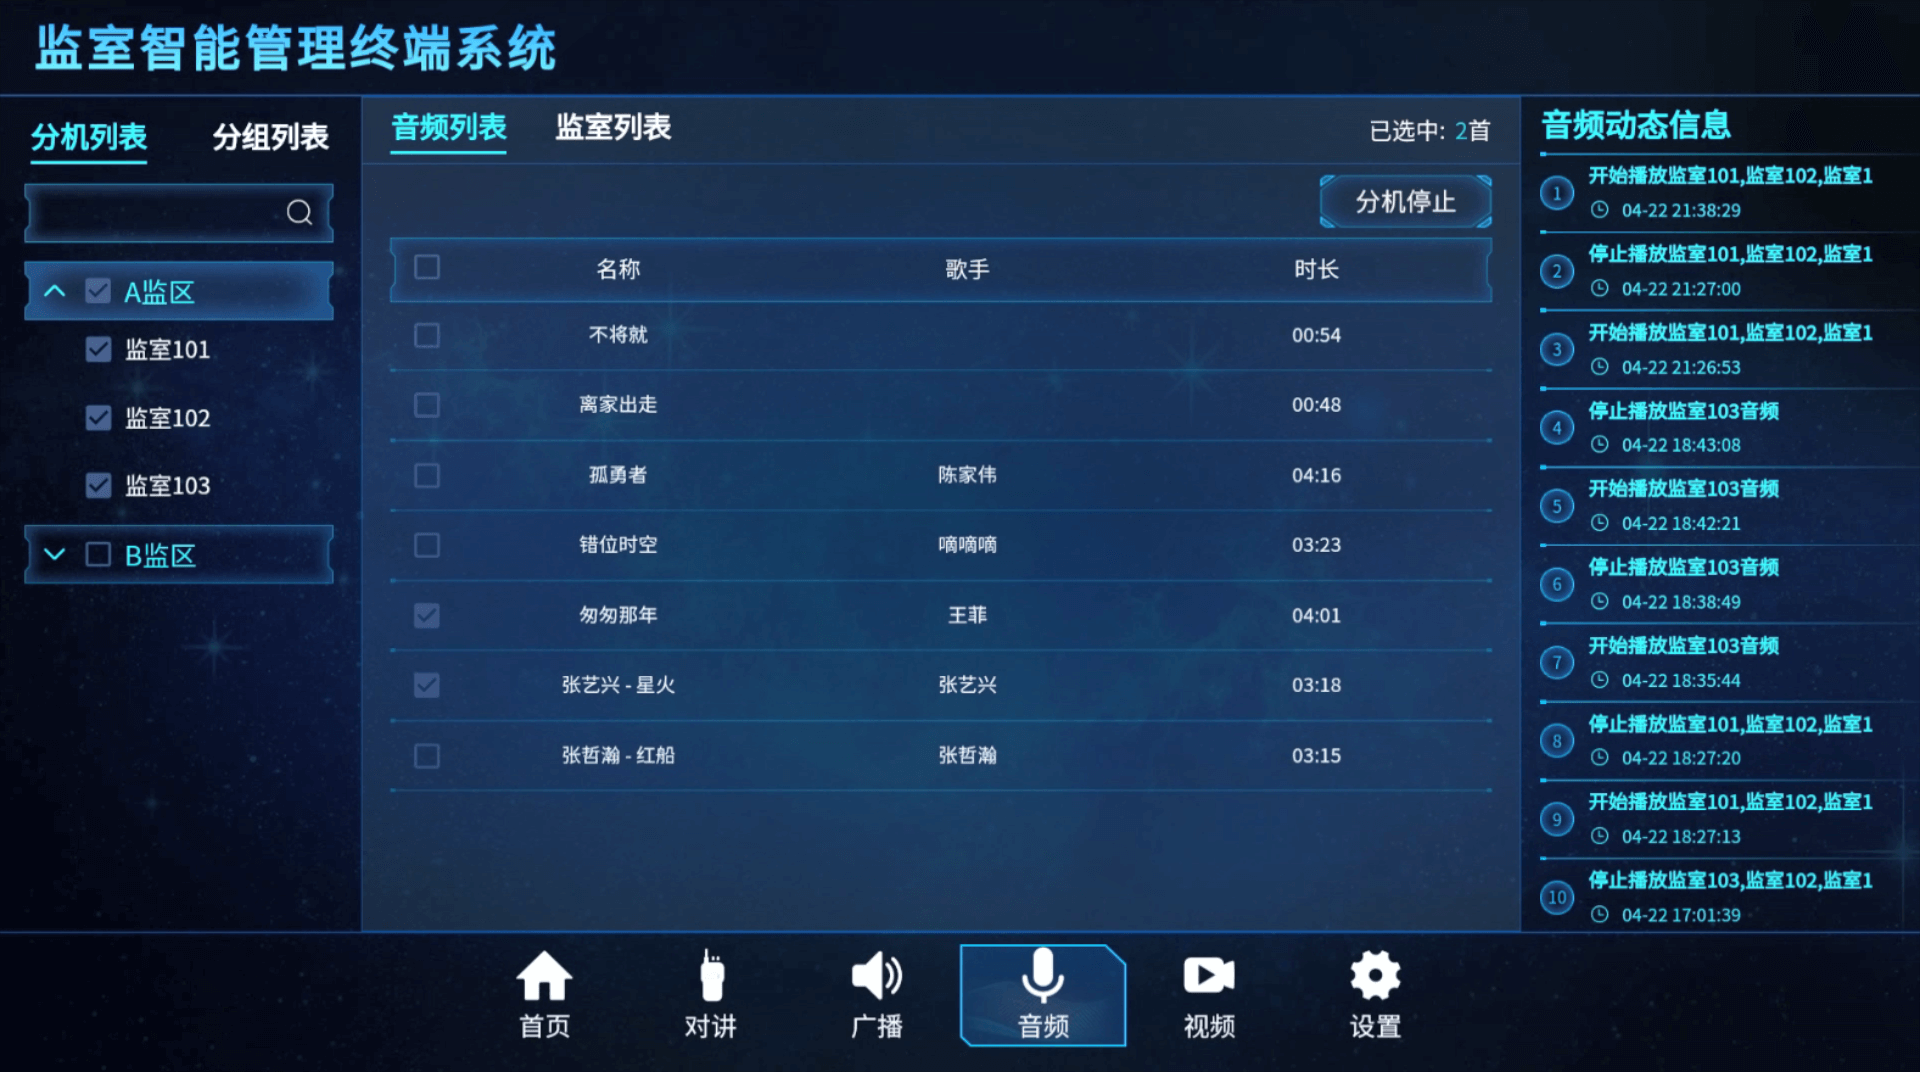 监室智能管理终端系统
分机列表 分组列表
A监区
监室101
监室102
监室103
B监区
音频列表 监室列表 已选中: 2首
分机停止
名称 歌手 时长
不将就 00:54
离家出走 00:48
孤勇者 陈家伟 04:16
错位时空 嘀嘀嘀 03:23
匆匆那年 王菲 04:01
张艺兴 - 星火 张艺兴 03:18
张哲瀚 - 红船 张哲瀚 03:15
音频动态信息
1 开始播放监室101,监室102,监室1
04-22 21:38:29
2 停止播放监室101,监室102,监室1
04-22 21:27:00
3 开始播放监室101,监室102,监室1
04-22 21:26:53
4 停止播放监室103音频
04-22 18:43:08
5 开始播放监室103音频
04-22 18:42:21
6 停止播放监室103音频
04-22 18:38:49
7 开始播放监室103音频
04-22 18:35:44
8 停止播放监室101,监室102,监室1
04-22 18:27:20
9 开始播放监室101,监室102,监室1
04-22 18:27:13
10 停止播放监室103,监室102,监室1
04-22 17:01:39
首页 对讲 广播 音频 视频 设置